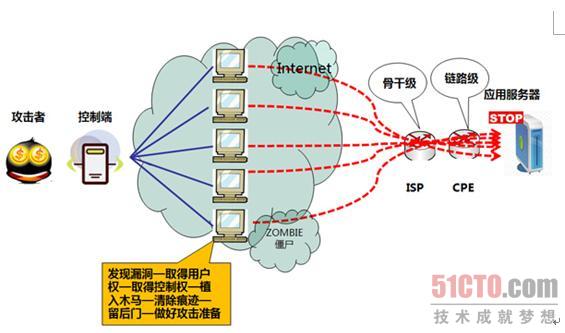 Internet
骨干级
链路级
应用服务器
STOP
攻击者
控制端
ISP
CPE
ZOMBIE
僵尸
发现漏洞—取得用户
权—取得控制权—植
入木马—清除痕迹—
留后门—做好攻击准备
51CTO.com
技术成就梦想